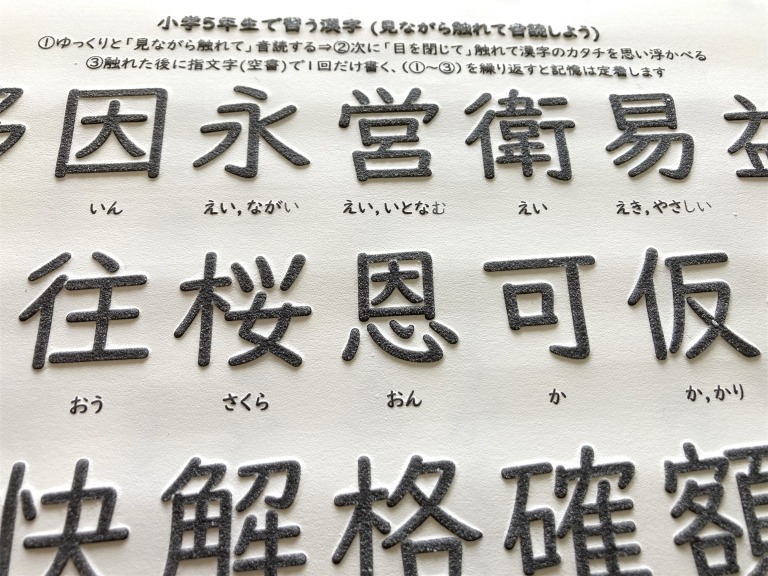 小学5年生で習う漢字 (見ながら触れて音読しよう)
①ゆっくりと「見ながら触れて」音読する⇒②次に「目を閉じて」触れて漢字のカタチを思い浮かべる
③触れた後に指文字(空書)で1回だけ書く、(①〜③)を繰り返すと記憶は定着します
移 因 永 営 衛 易 益
いん えい,ながい えい,いとなむ えい えき,やさしい
往 桜 恩 可 仮
おう さくら おん か か,かり
快 解 格 確 額